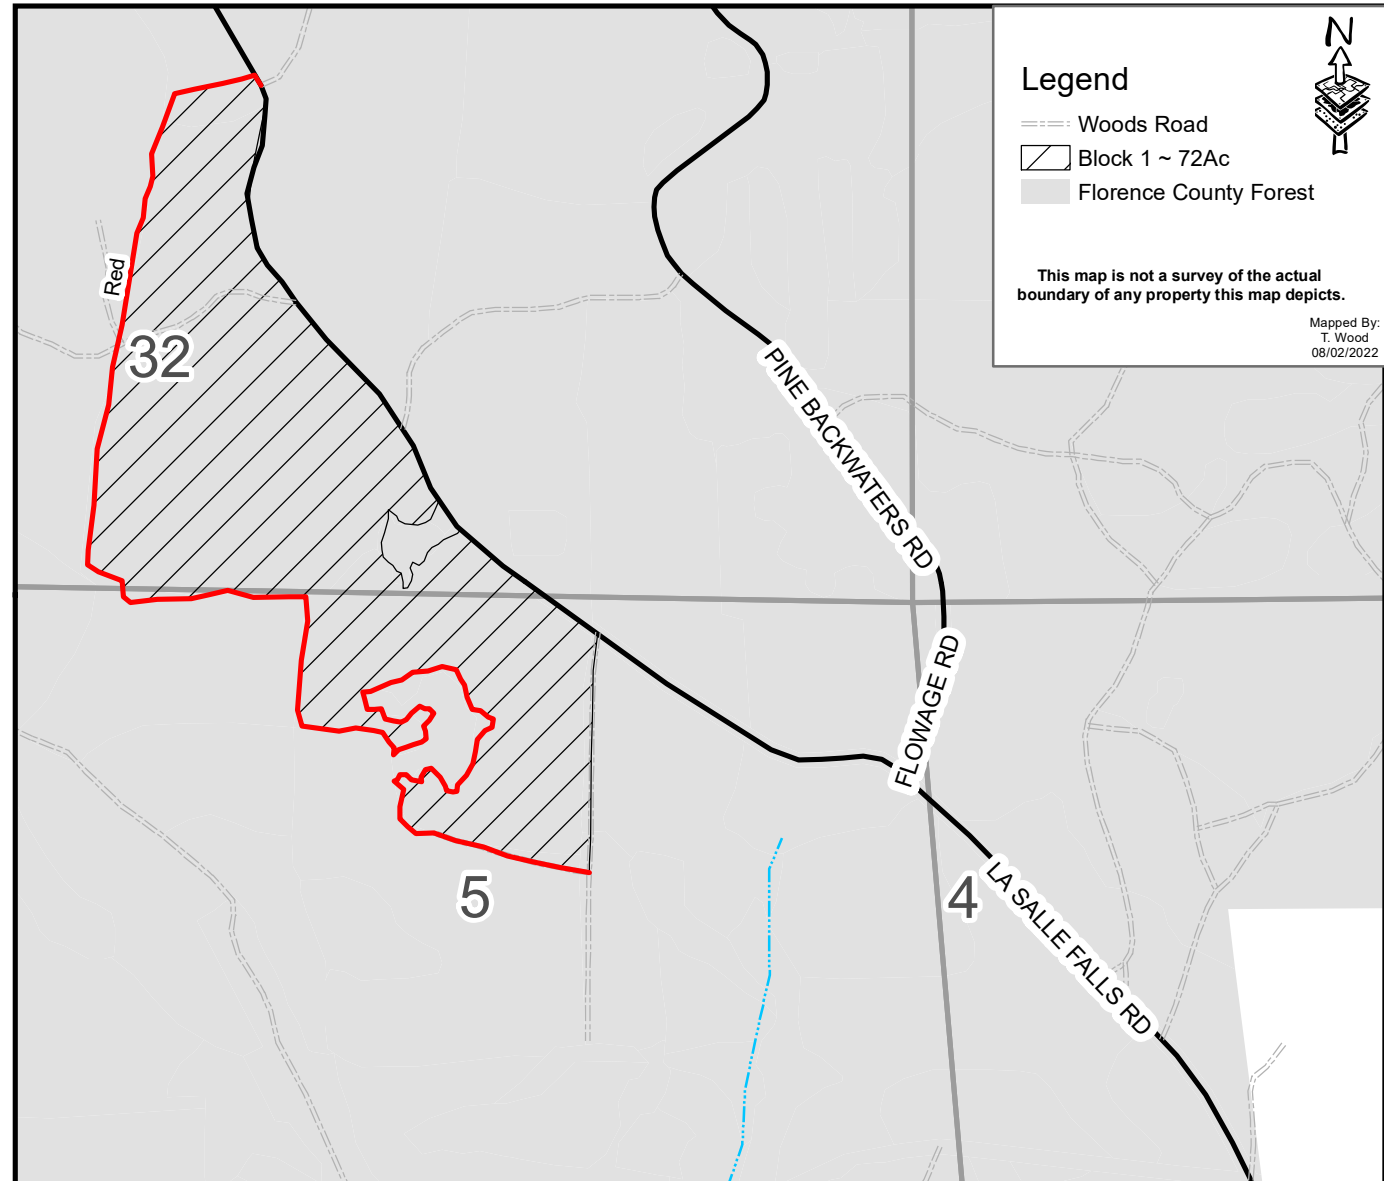 N
Legend
Woods Road
Block 1 ~ 72Ac
Florence County Forest
This map is not a survey of the actual
boundary of any property this map depicts.
Mapped By:
T. Wood
08/02/2022
Red
32
PINE BACKWATERS RD
FLOWAGE RD
5
4
LA SALLE FALLS RD